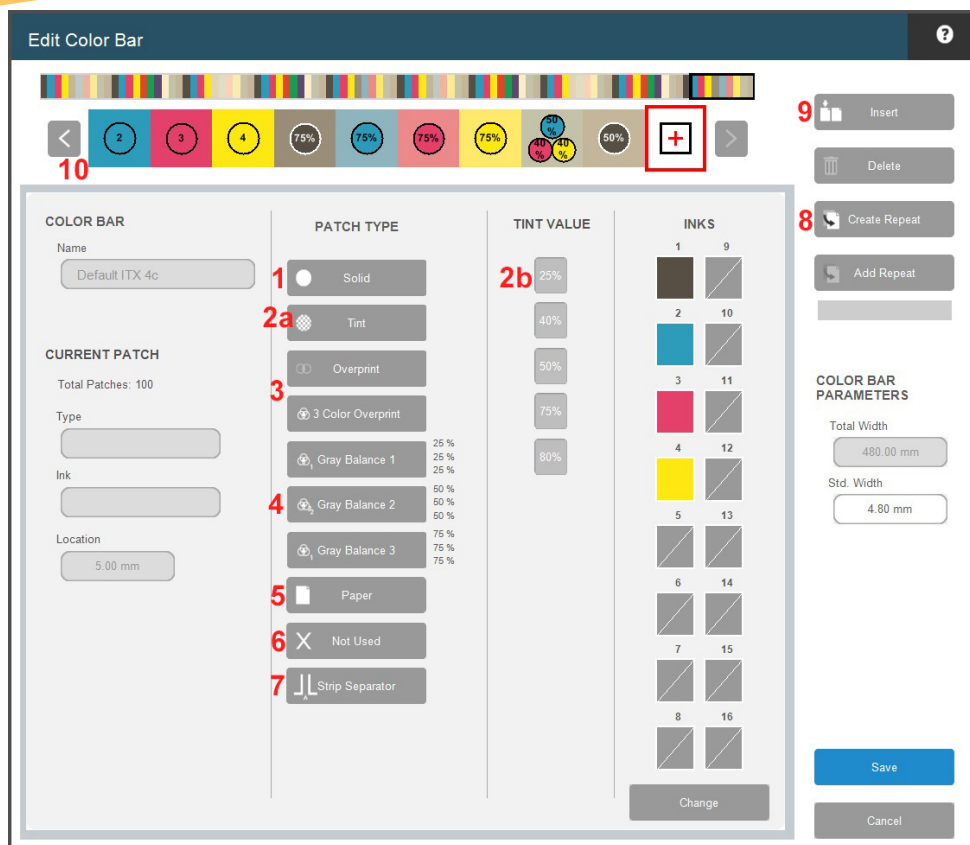 Edit Color Bar
?
2
3
4
75%
75%
75%
75%
50
%
40
%
40
%
50%
+
10
9
Insert
Delete
8
Create Repeat
Add Repeat
COLOR BAR
Name
Default ITX 4c
CURRENT PATCH
Total Patches: 100
Type
Ink
Location
5.00 mm
PATCH TYPE
1
Solid
2a
Tint
Overprint
3
3 Color Overprint
Gray Balance 1
25 %
25 %
25 %
4
Gray Balance 2
50 %
50 %
50 %
Gray Balance 3
75 %
75 %
75 %
5
Paper
6
Not Used
7
Strip Separator
TINT VALUE
2b
25%
40%
50%
75%
80%
INKS
1 9
2 10
3 11
4 12
5 13
6 14
7 15
8 16
Change
COLOR BAR
PARAMETERS
Total Width
480.00 mm
Std. Width
4.80 mm
Save
Cancel